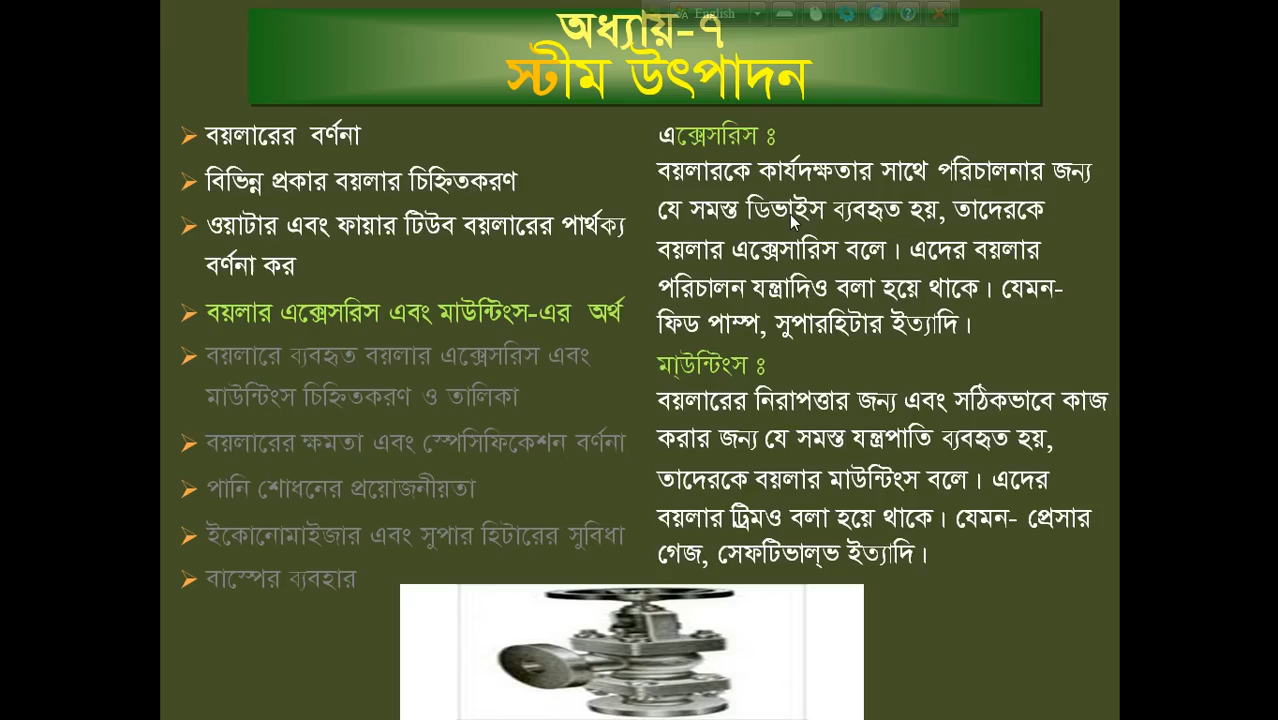 English
অধ্যায়-৭
স্টীম উৎপাদন
বয়লারের বর্ণনা
বিভিন্ন প্রকার বয়লার চিহ্নিতকরণ
ওয়াটার এবং ফায়ার টিউব বয়লারের পার্থক্য
বর্ণনা কর
বয়লার এক্সেসরিস এবং মাউন্টিংস-এর অর্থ
বয়লারে ব্যবহৃত বয়লার এক্সেসরিস এবং
মাউন্টিংস চিহ্নিতকরণ ও তালিকা
বয়লারের ক্ষমতা এবং স্পেসিফিকেশন বর্ণনা
পানি শোধনের প্রয়োজনীয়তা
ইকোনোমাইজার এবং সুপার হিটারের সুবিধা
বাস্পের ব্যবহার
এক্সেসরিস ঃ
বয়লারকে কার্যদক্ষতার সাথে পরিচালনার জন্য
যে সমস্ত ডিভাইস ব্যবহৃত হয়, তাদেরকে
বয়লার এক্সেসারিস বলে। এদের বয়লার
পরিচালন যন্ত্রাদিও বলা হয়ে থাকে। যেমন-
ফিড পাম্প, সুপারহিটার ইত্যাদি।
মাউন্টিংস ঃ
বয়লারের নিরাপত্তার জন্য এবং সঠিকভাবে কাজ
করার জন্য যে সমস্ত যন্ত্রপাতি ব্যবহৃত হয়,
তাদেরকে বয়লার মাউন্টিংস বলে। এদের
বয়লার ট্রিমও বলা হয়ে থাকে। যেমন- প্রেসার
গেজ, সেফটিভাল্ভ ইত্যাদি।